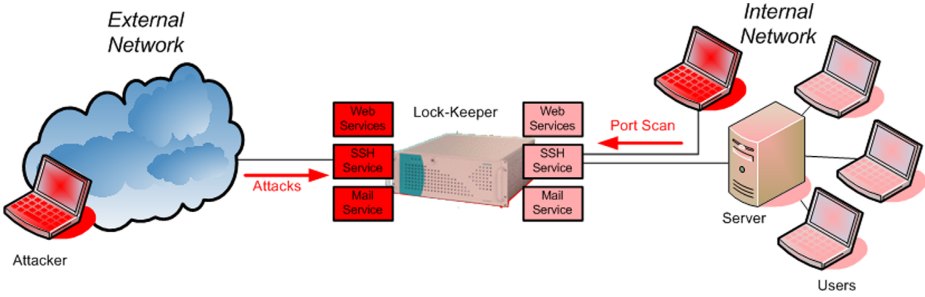 External
Network
Internal
Network
Web
Services
Lock-Keeper
Web
Services
Port Scan
SSH
Service
SSH
Service
Attacks
Mail
Service
Mail
Service
Server
Attacker
Users